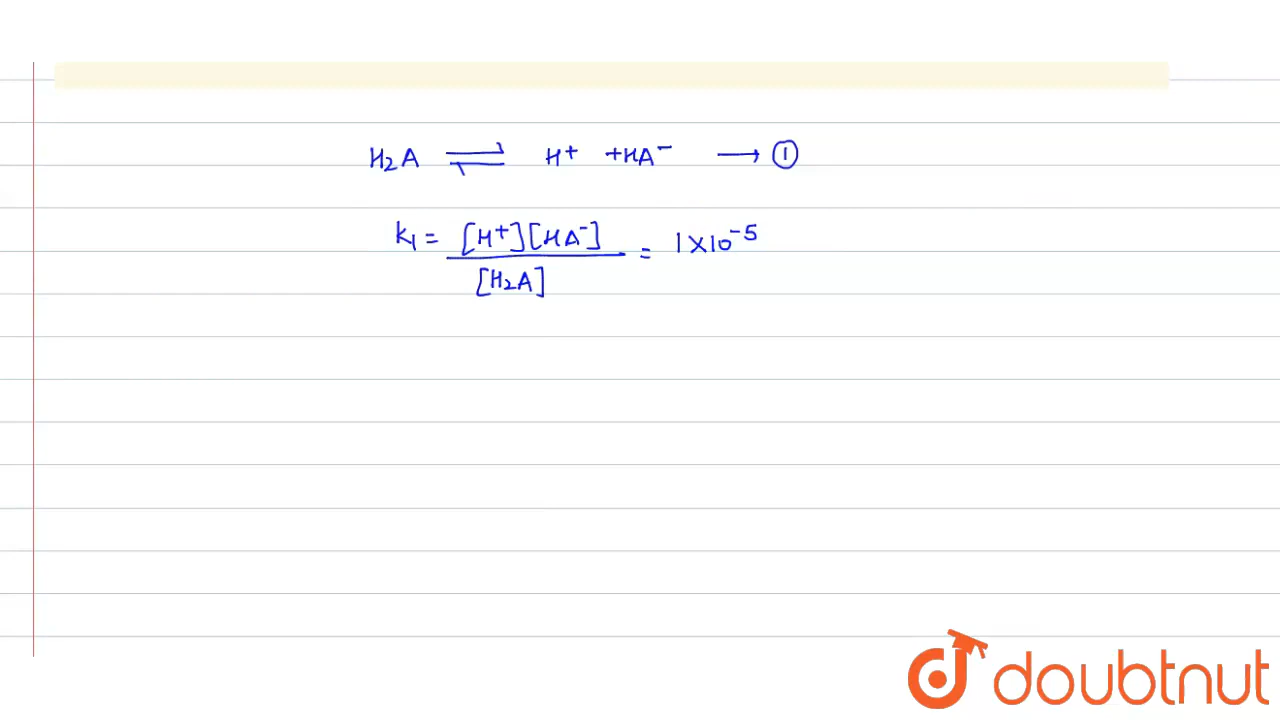 H₂A ⇌ H⁺ + HA⁻ → ①
K₁ = [H⁺][HA⁻] / [H₂A] = 1×10⁻⁵
doubtnut